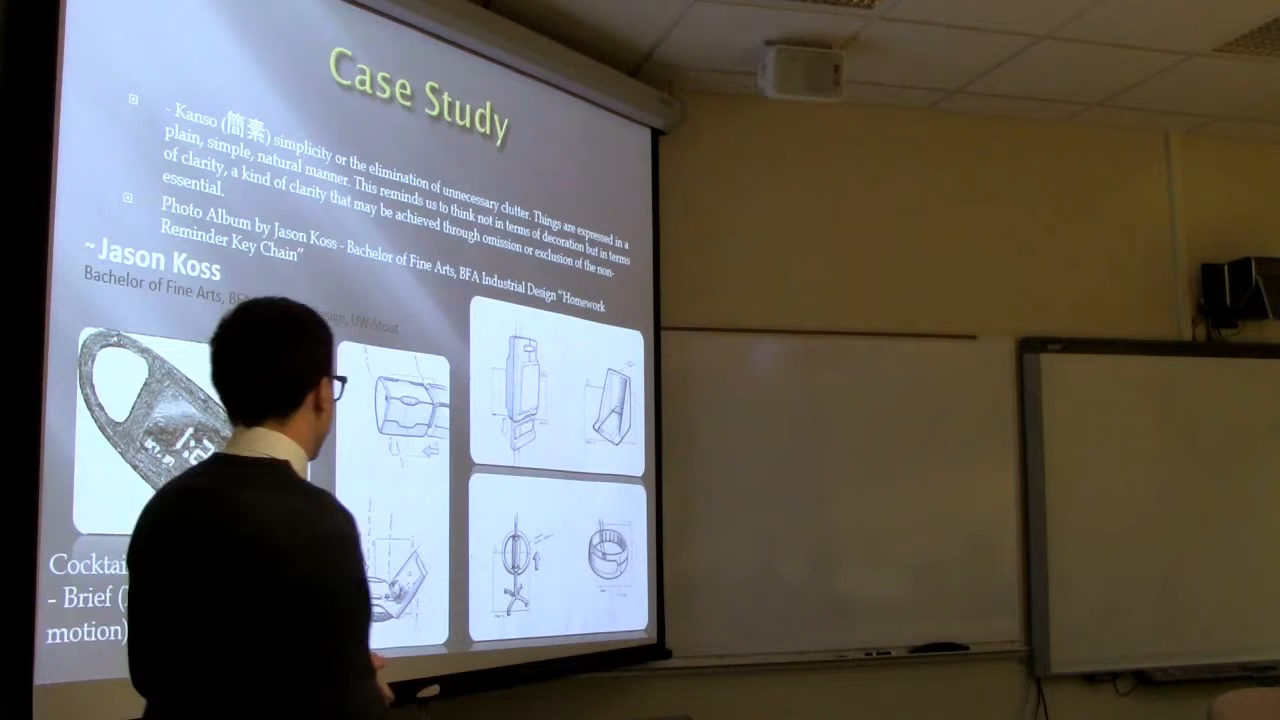 Case Study
- Kanso (簡素) simplicity or the elimination of unnecessary clutter. Things are expressed in a
plain, simple, natural manner. This reminds us to think not in terms of decoration but in terms
of clarity, a kind of clarity that may be achieved through omission or exclusion of the non-
essential.
Photo Album by Jason Koss - Bachelor of Fine Arts, BFA Industrial Design "Homework
Reminder Key Chain"
~ Jason Koss
Bachelor of Fine Arts, UW-Stout
- Brief
motion)